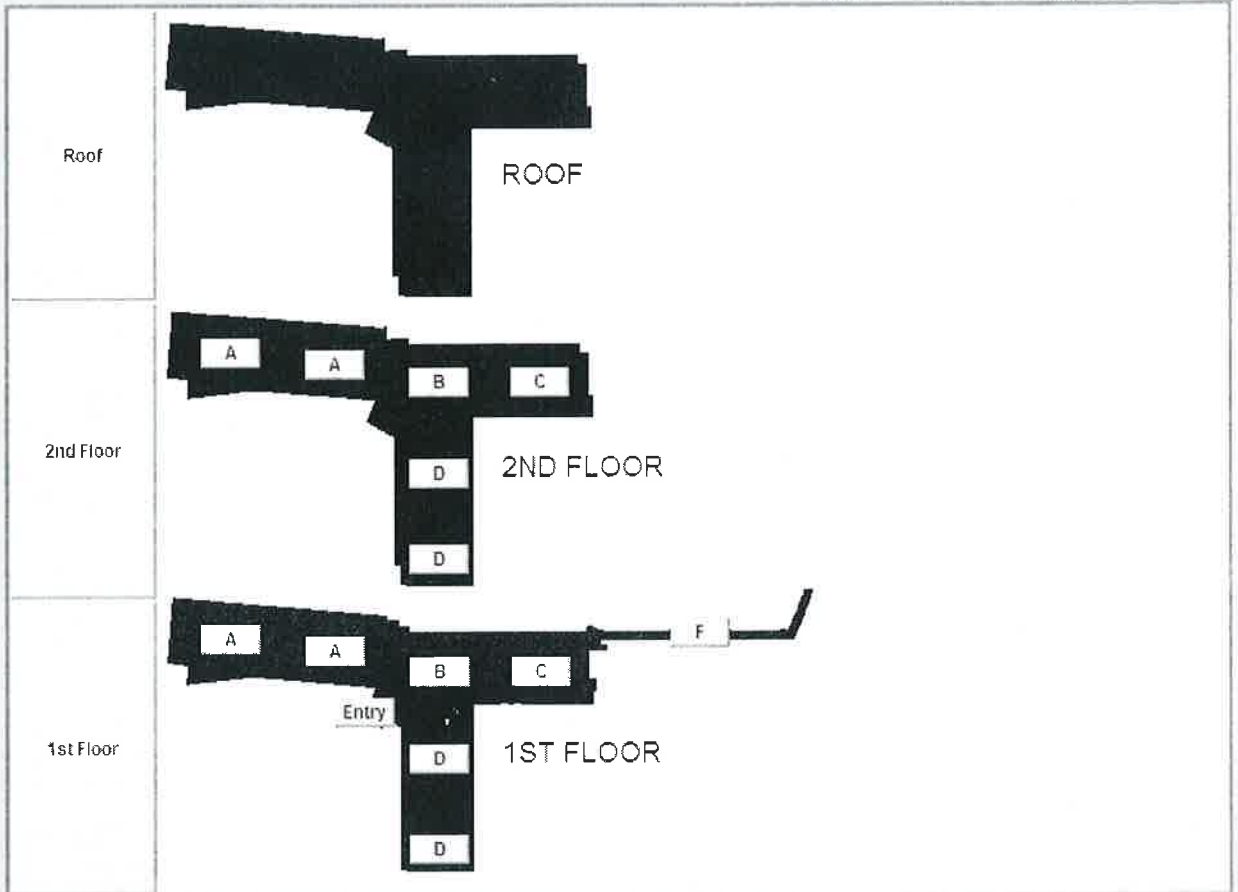 Roof
ROOF
2nd Floor
A
A
B
C
D
2ND FLOOR
D
1st Floor
A
A
B
C
F
Entry
D
1ST FLOOR
D